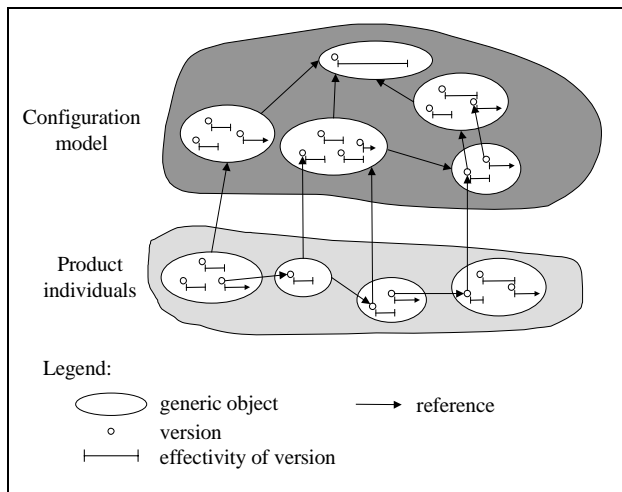 Configuration
model
Product
individuals
Legend:
generic object
reference
version
effectivity of version